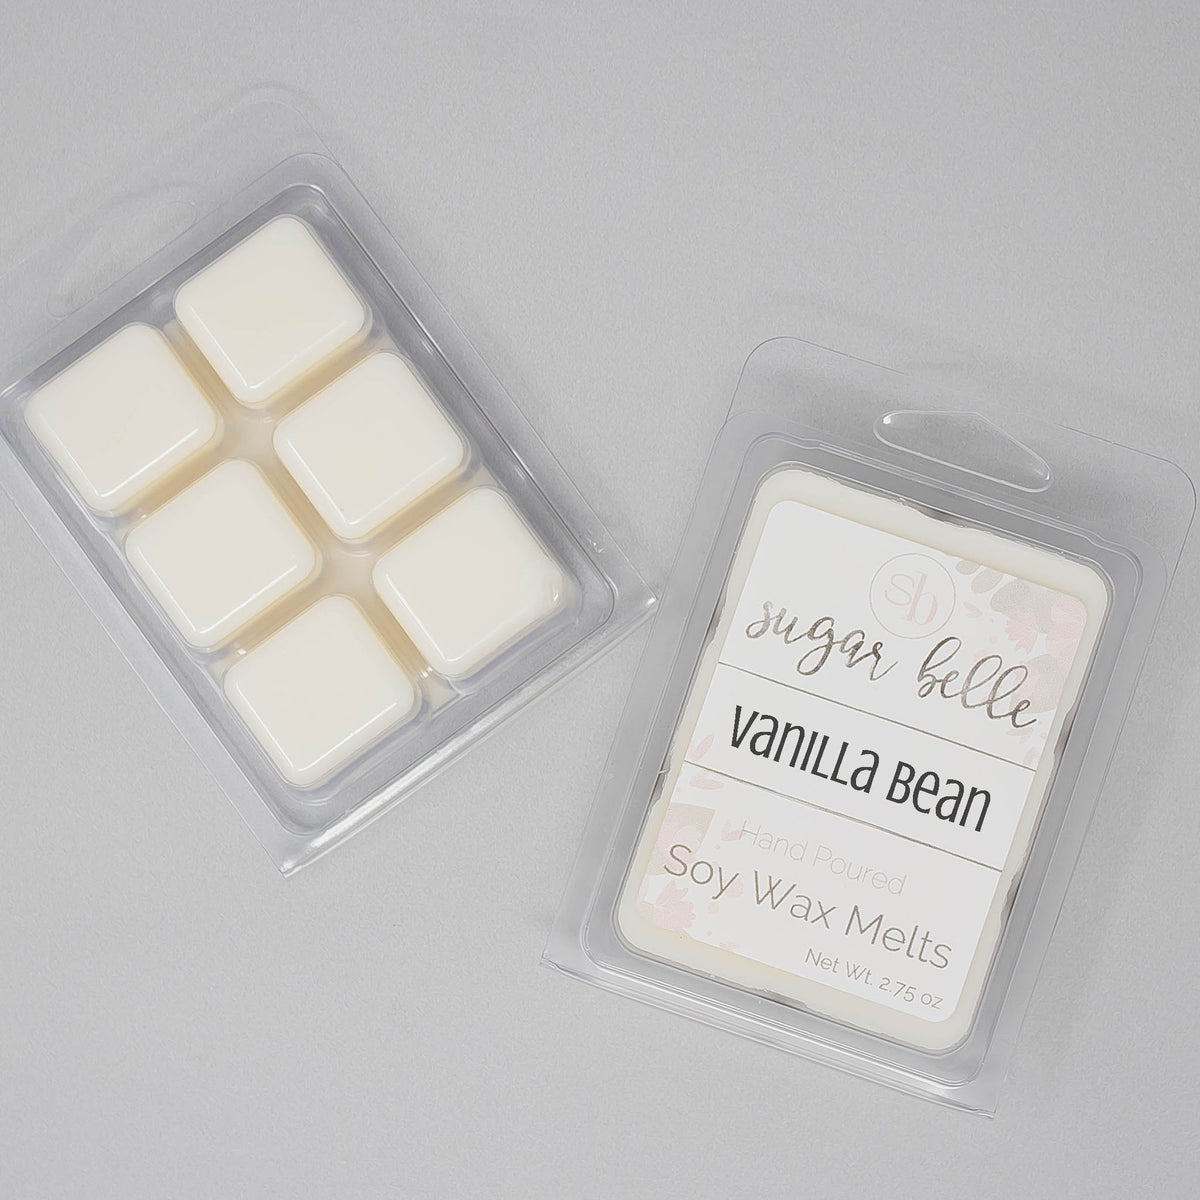 sb
sugar belle
Vanilla Bean
Hand Poured
Soy Wax Melts
Net Wt. 2.75 oz